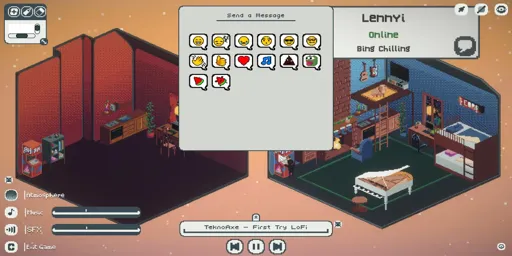 Send a Message
Lennyi
Online
Bing Chilling
Atmosphere
Music
SFX
Exit Game
TeknoAxe - First Try LoFi